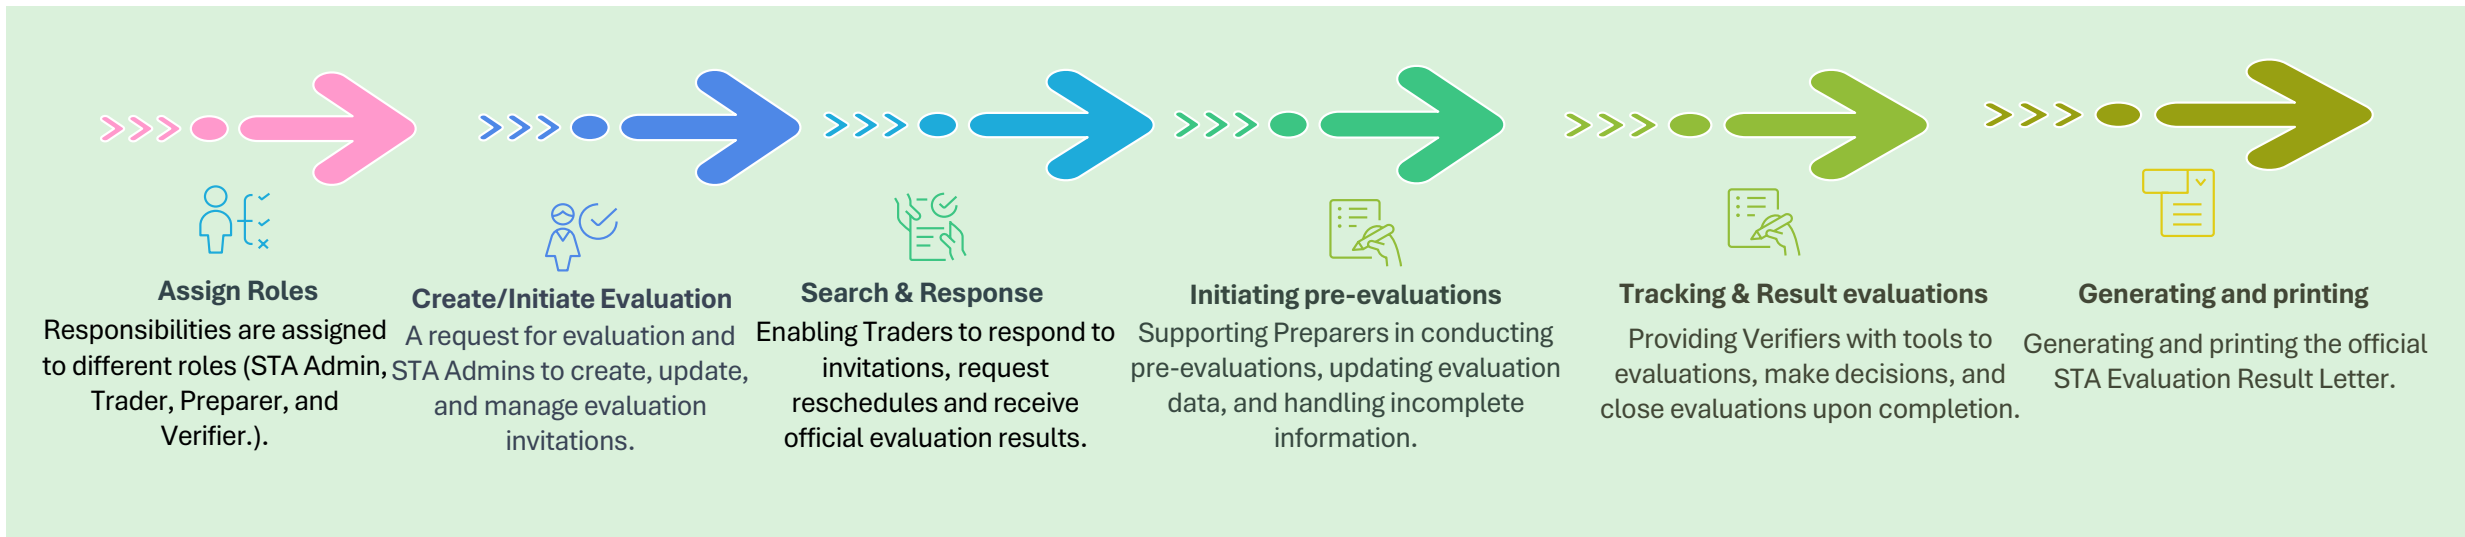 Assign Roles
Responsibilities are assigned
to different roles (STA Admin,
Trader, Preparer, and
Verifier.).
Create/Initiate Evaluation
A request for evaluation and
STA Admins to create, update,
and manage evaluation
invitations.
Search & Response
Enabling Traders to respond to
invitations, request
reschedules and receive
official evaluation results.
Initiating pre-evaluations
Supporting Preparers in conducting
pre-evaluations, updating evaluation
data, and handling incomplete
information.
Tracking & Result evaluations
Providing Verifiers with tools to
evaluations, make decisions, and
close evaluations upon completion.
Generating and printing
Generating and printing the official
STA Evaluation Result Letter.